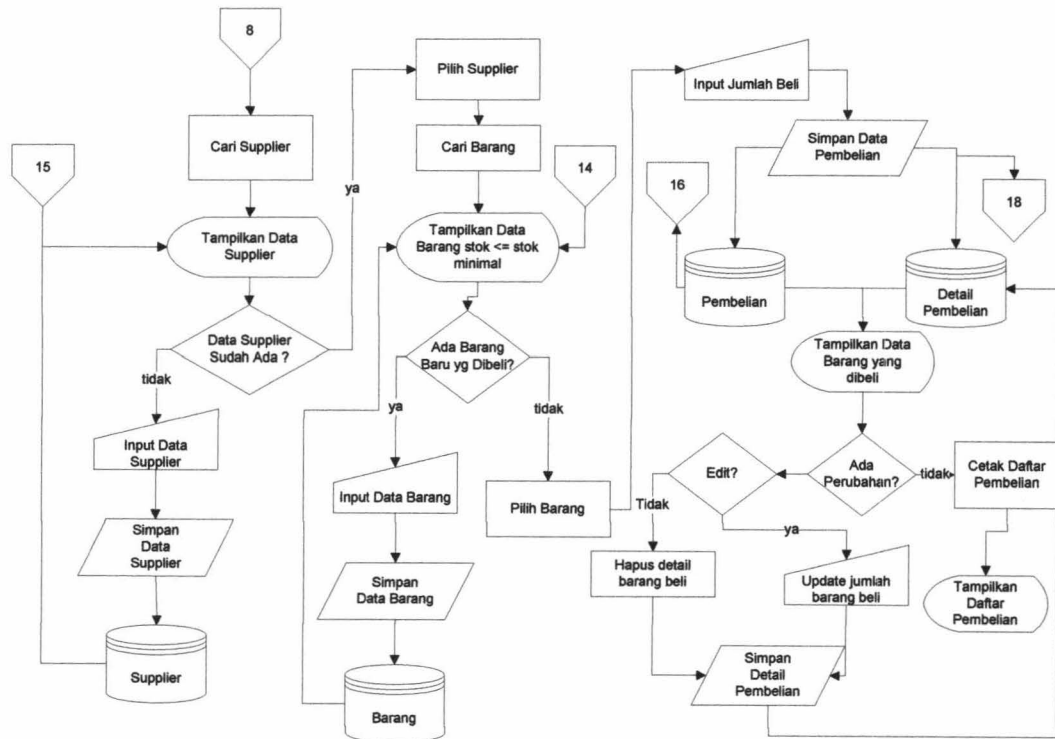 8
Cari Supplier
15
Tampilkan Data
Supplier
Data Supplier
Sudah Ada ?
tidak
ya
Input Data
Supplier
Simpan
Data
Supplier
Supplier
Pilih Supplier
Cari Barang
14
Tampilkan Data
Barang stok <= stok
minimal
Ada Barang
Baru yg Dibeli?
ya
tidak
Input Data Barang
Simpan
Data Barang
Barang
Pilih Barang
Input Jumlah Beli
Simpan Data
Pembelian
16
18
Pembelian
Detail
Pembelian
Tampilkan Data
Barang yang
dibeli
Ada
Perubahan?
tidak
Cetak Daftar
Pembelian
Tampilkan
Daftar
Pembelian
Edit?
Tidak
ya
Hapus detail
barang beli
Update jumlah
barang beli
Simpan
Detail
Pembelian